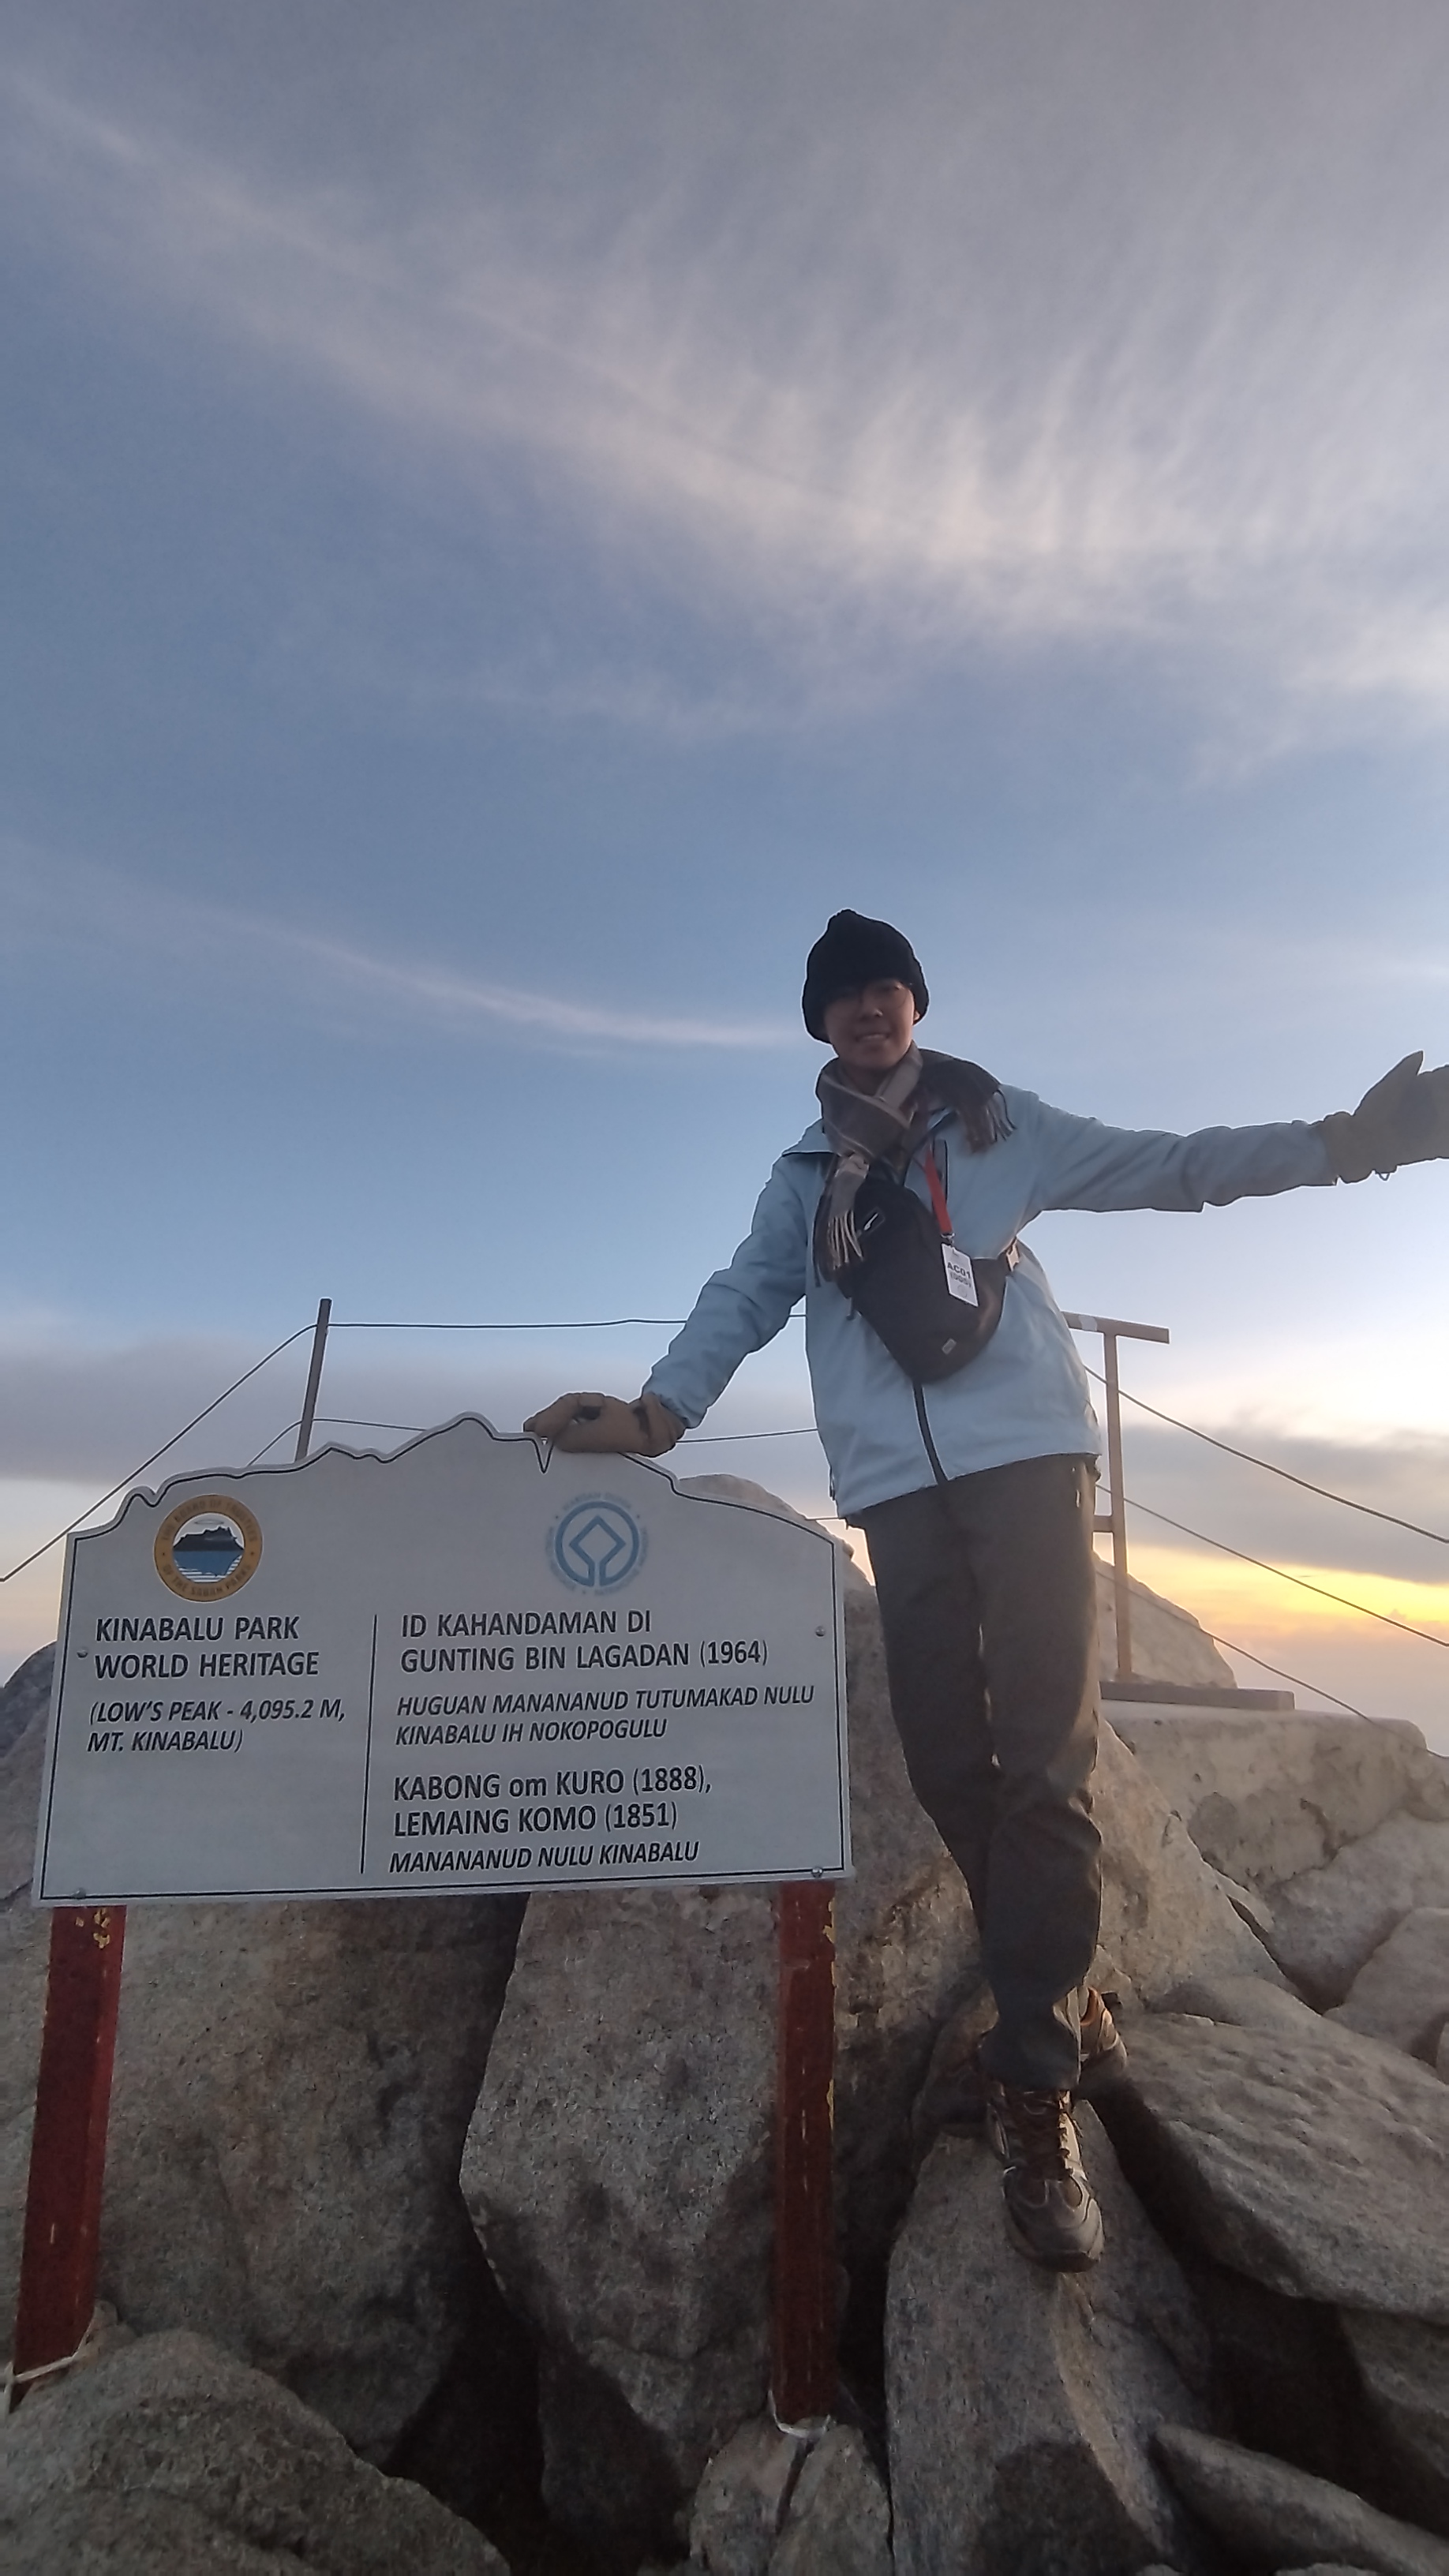 KINABALU PARK
WORLD HERITAGE
(LOW'S PEAK - 4,095.2 M,
MT. KINABALU)
ID KAHANDAMAN DI
GUNTING BIN LAGADAN (1964)
HUGUAN MANANANUD TUTUMAKAD NULU
KINABALU IH NOKOPOGULU
KABONG om KURO (1888),
LEMAING KOMO (1851)
MANANANUD NULU KINABALU
AC01